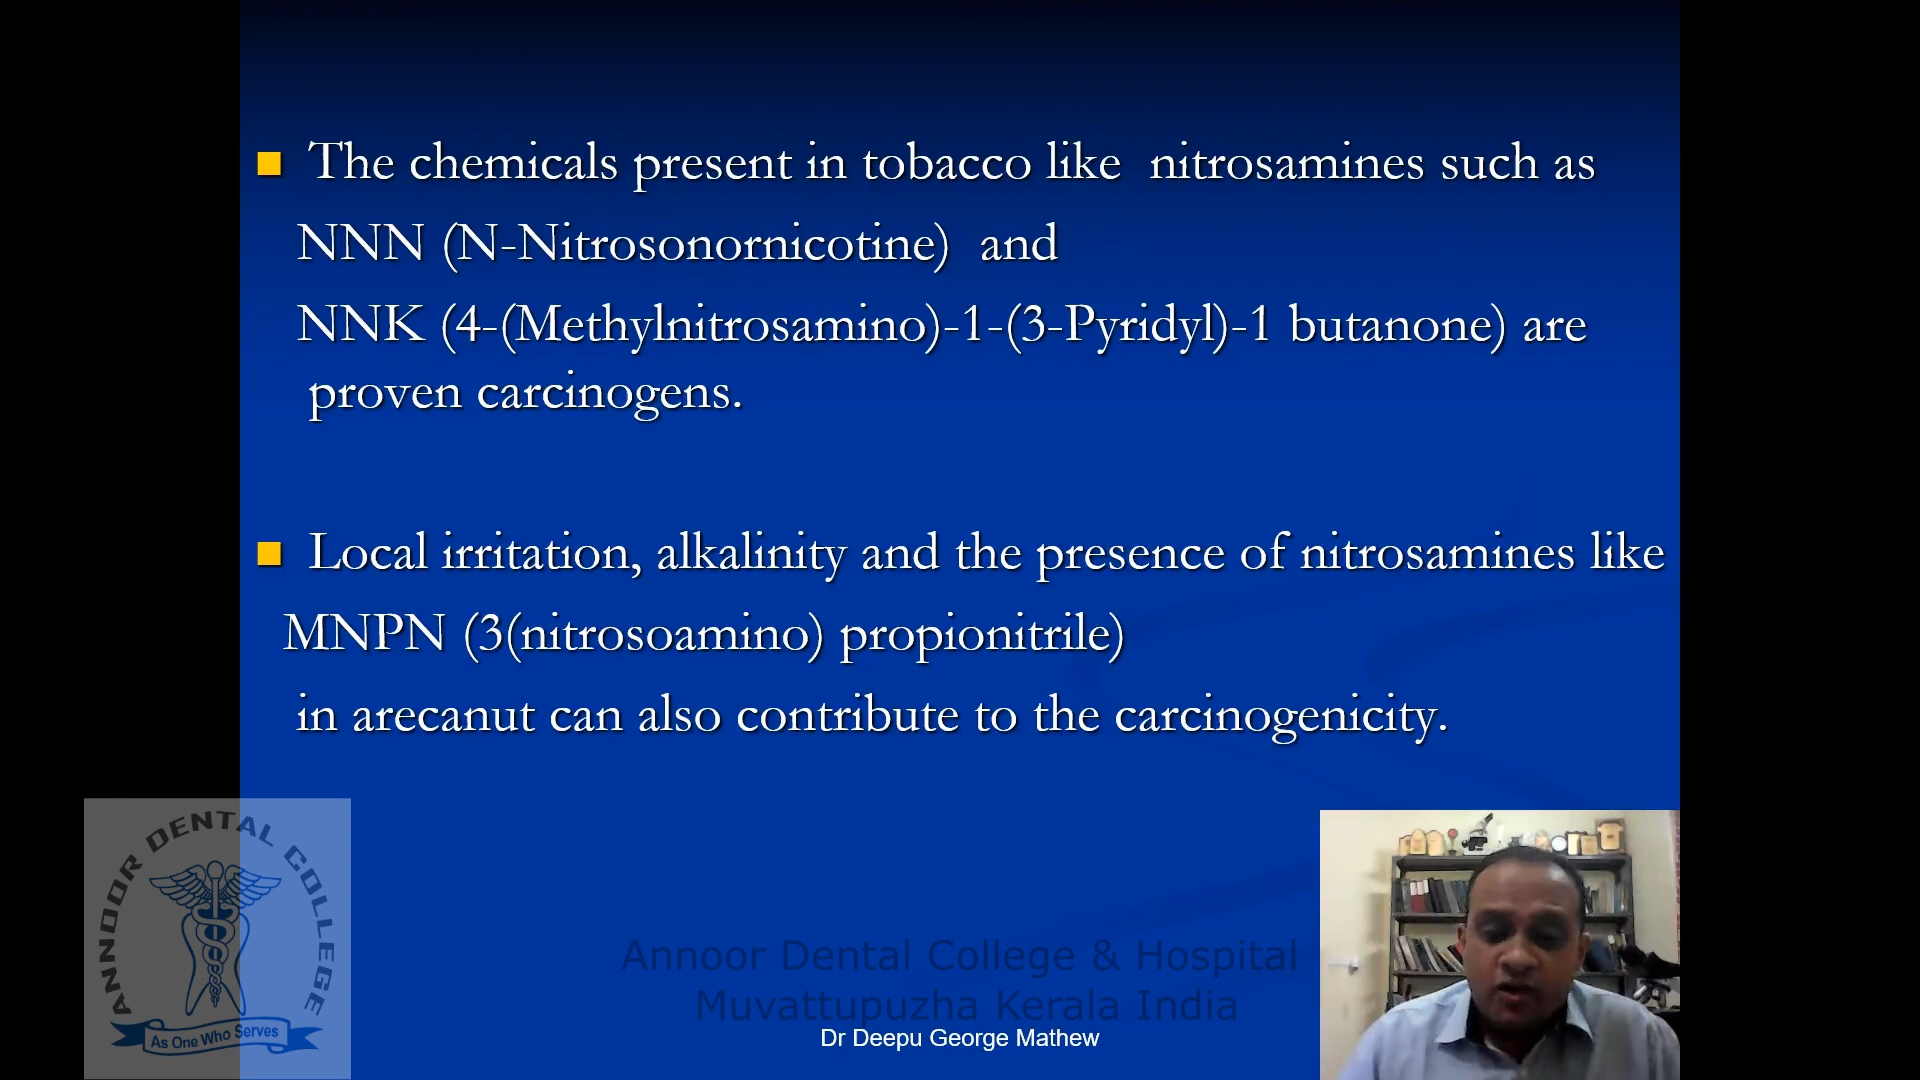 The chemicals present in tobacco like nitrosamines such as
NNN (N-Nitrosonornicotine) and
NNK (4-(Methylnitrosamino)-1-(3-Pyridyl)-1 butanone) are
proven carcinogens.
Local irritation, alkalinity and the presence of nitrosamines like
MNPN (3(nitrosoamino) propionitrile)
in arecanut can also contribute to the carcinogenicity.
ANNOOR DENTAL COLLEGE
As One Who Serves
Annoor Dental College & Hospital
Muvattupuzha Kerala India
Dr Deepu George Mathew